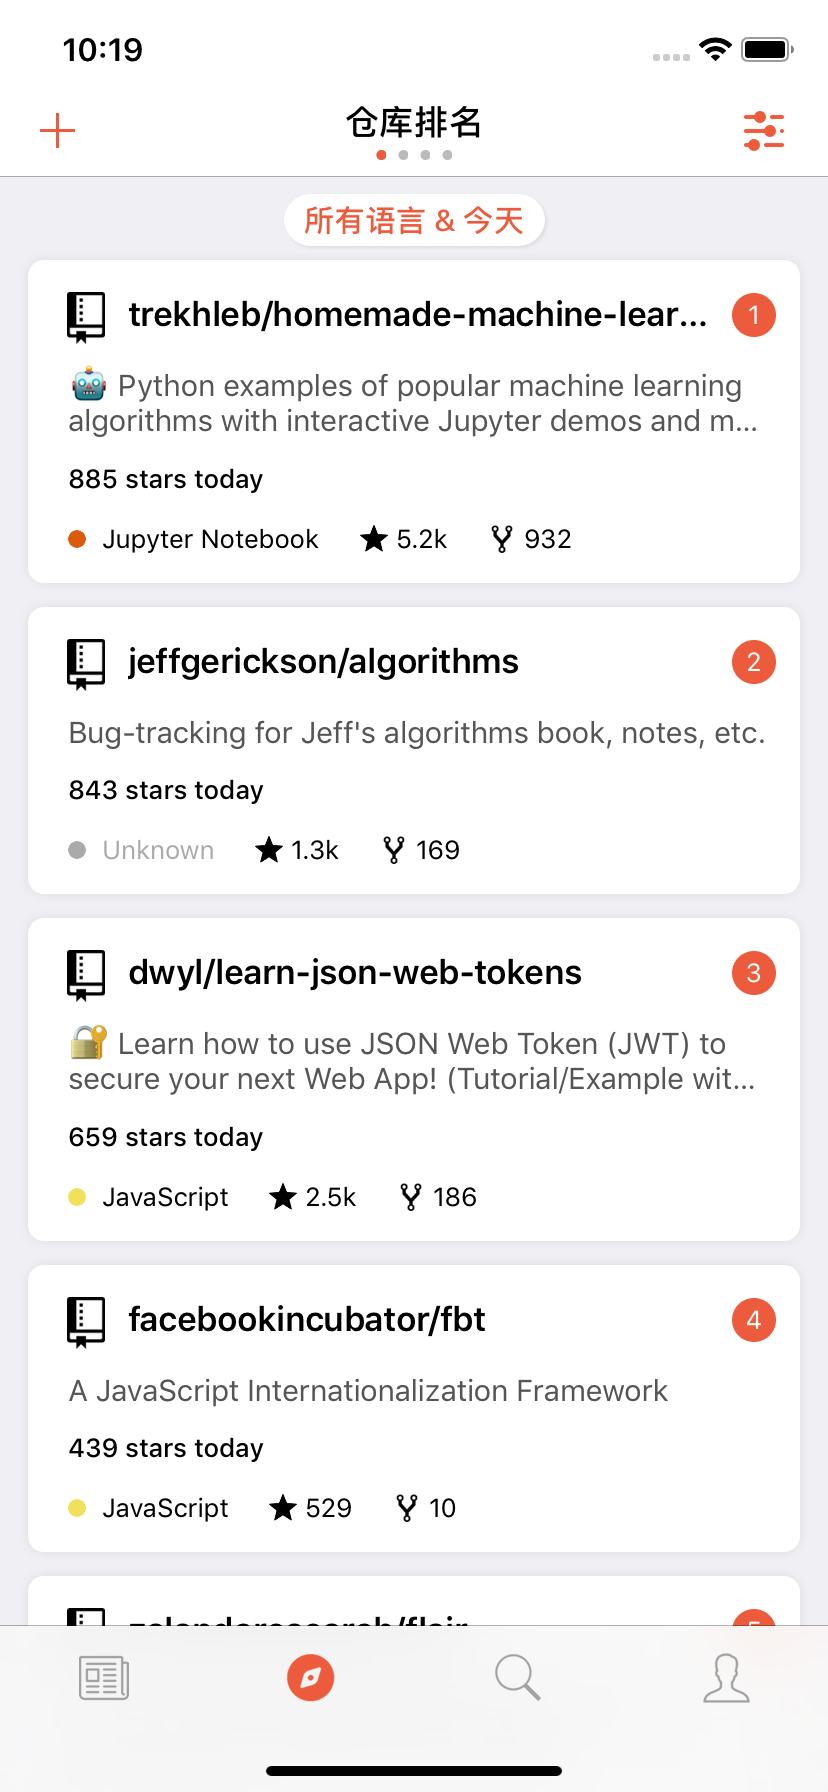 10:19
仓库排名
所有语言 & 今天
trekhleb/homemade-machine-lear...
1
🤖 Python examples of popular machine learning
algorithms with interactive Jupyter demos and m...
885 stars today
Jupyter Notebook
5.2k
932
jeffgerickson/algorithms
2
Bug-tracking for Jeff's algorithms book, notes, etc.
843 stars today
Unknown
1.3k
169
dwyl/learn-json-web-tokens
3
🔐 Learn how to use JSON Web Token (JWT) to
secure your next Web App! (Tutorial/Example wit...
659 stars today
JavaScript
2.5k
186
facebookincubator/fbt
4
A JavaScript Internationalization Framework
439 stars today
JavaScript
529
10